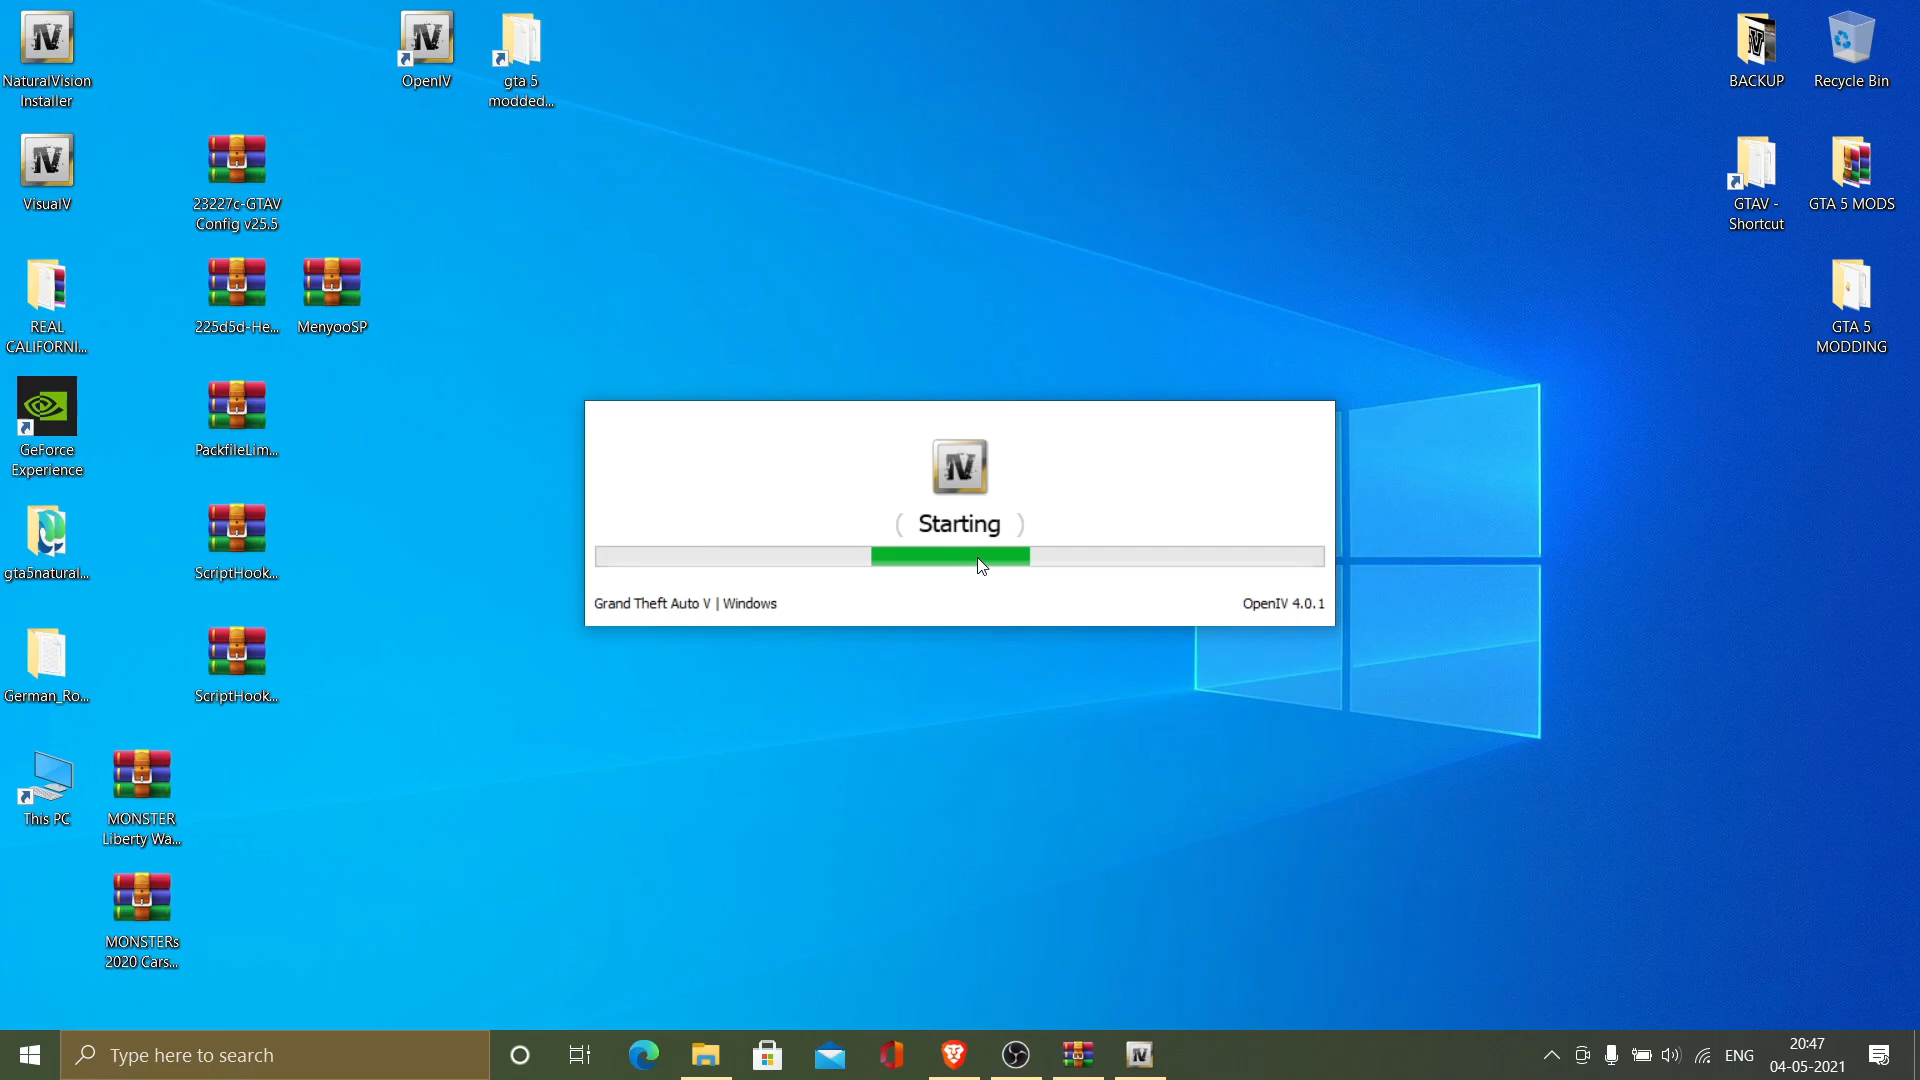 NaturalVision
Installer
OpenIV
gta 5
modded...
BACKUP
Recycle Bin
VisualV
23227c-GTAV
Config v25.5
GTAV -
Shortcut
GTA 5 MODS
REAL
CALIFORNI...
225d5d-He...
MenyooSP
GTA 5
MODDING
GeForce
Experience
PackfileLim...
gta5natural...
ScriptHook...
German_Ro...
ScriptHook...
This PC
MONSTER
Liberty Wa...
MONSTERs
2020 Cars...
IV
( Starting )
Grand Theft Auto V | Windows
OpenIV 4.0.1
Type here to search
ENG
20:47
04-05-2021